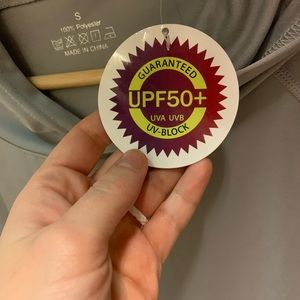 S
100% Polyester
MADE IN CHINA
GUARANTEED
UPF50+
UVA UVB
UV-BLOCK